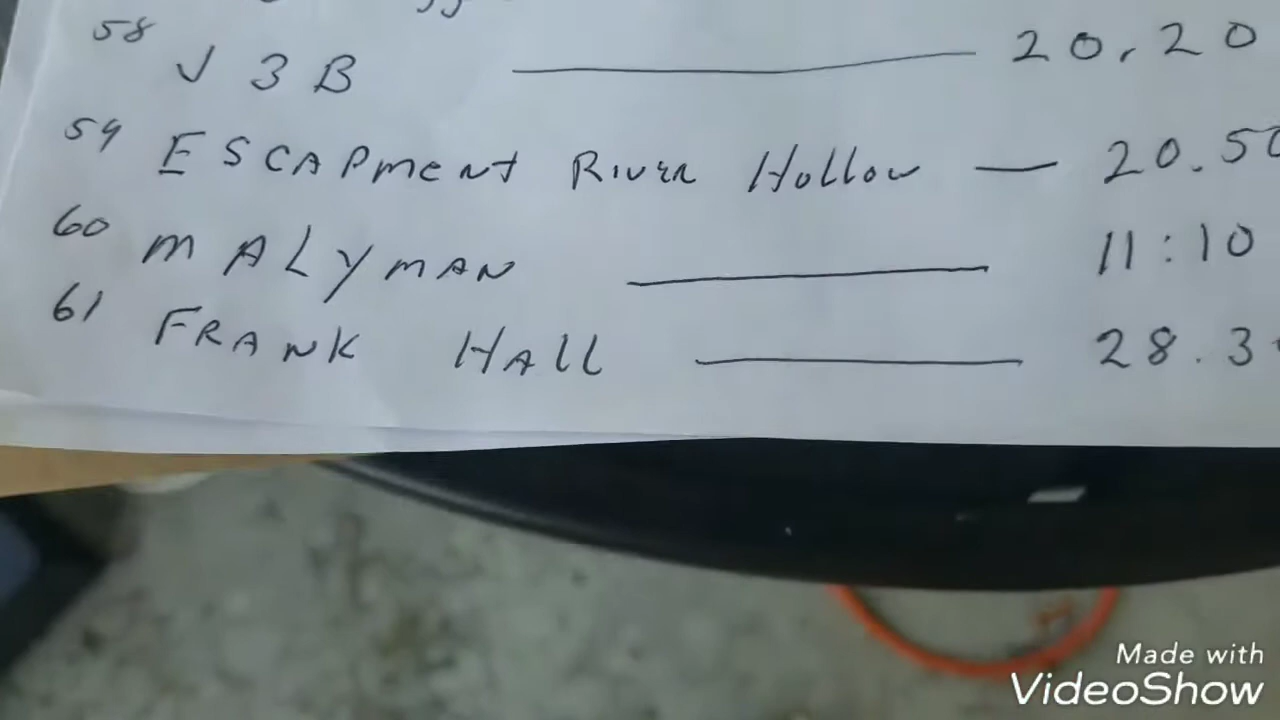 58 J 3 B 20.20
59 ESCAPMENT RIVER Hollow — 20.50
60 MALYMAN 11:10
61 FRANK HALL 28.3
Made with
VideoShow